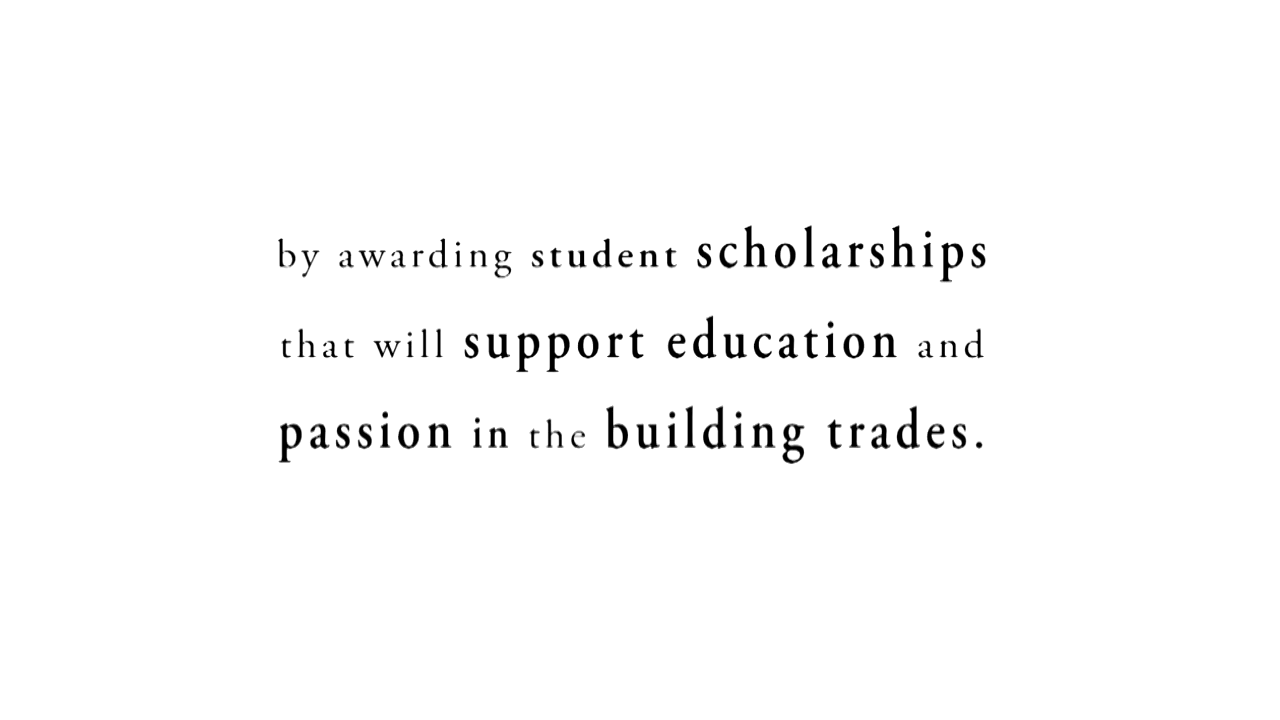 by awarding student scholarships
that will support education and
passion in the building trades.